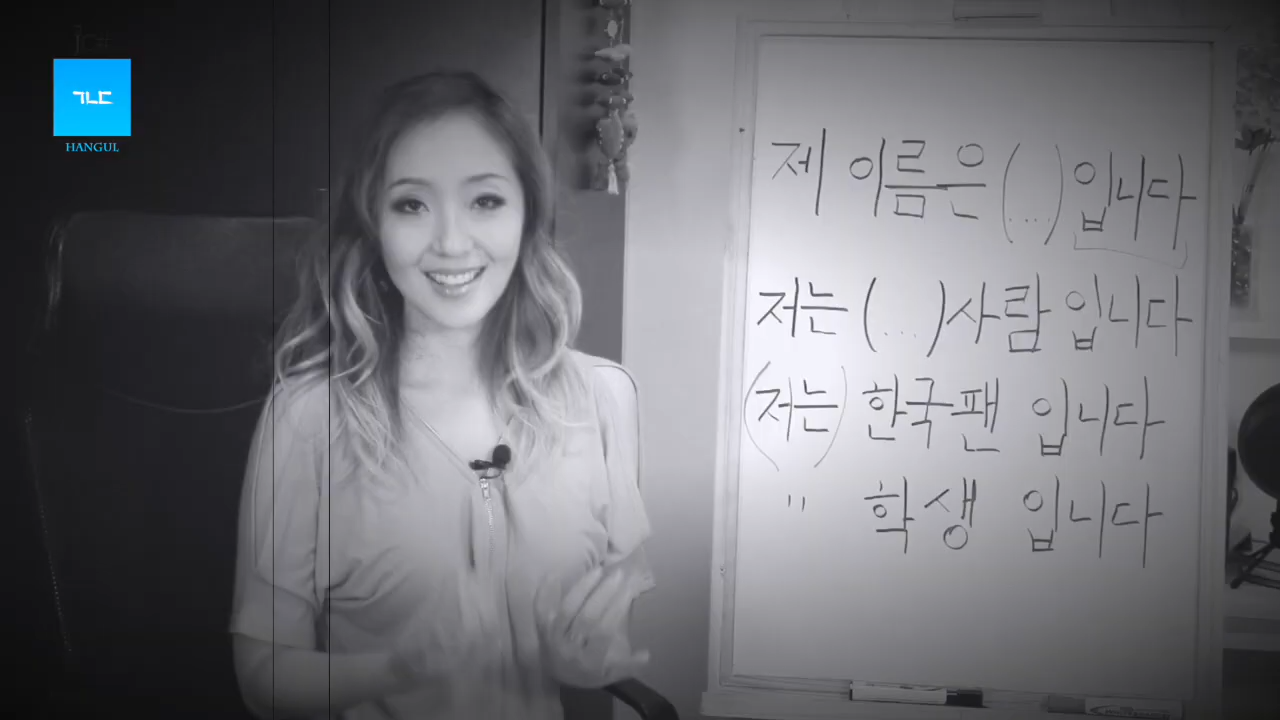 ㄱㄴㄷ
HANGUL
제 이름은 (....) 입니다
저는 (...) 사람 입니다
(저는) 한국팬 입니다
" 학생 입니다